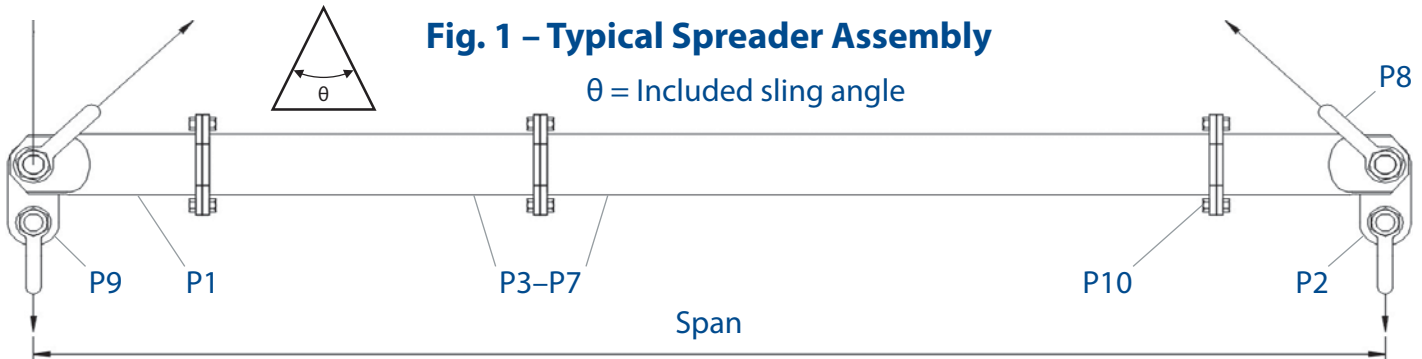 Fig. 1 – Typical Spreader Assembly
θ
θ = Included sling angle
P8
P9
P1
P3–P7
P10
P2
Span